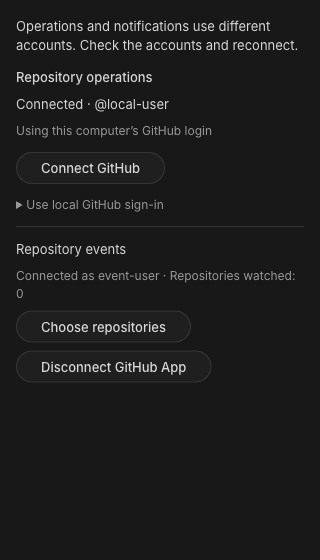 Operations and notifications use different
accounts. Check the accounts and reconnect.
Repository operations
Connected · @local-user
Using this computer’s GitHub login
Connect GitHub
Use local GitHub sign-in
Repository events
Connected as event-user · Repositories watched:
0
Choose repositories
Disconnect GitHub App